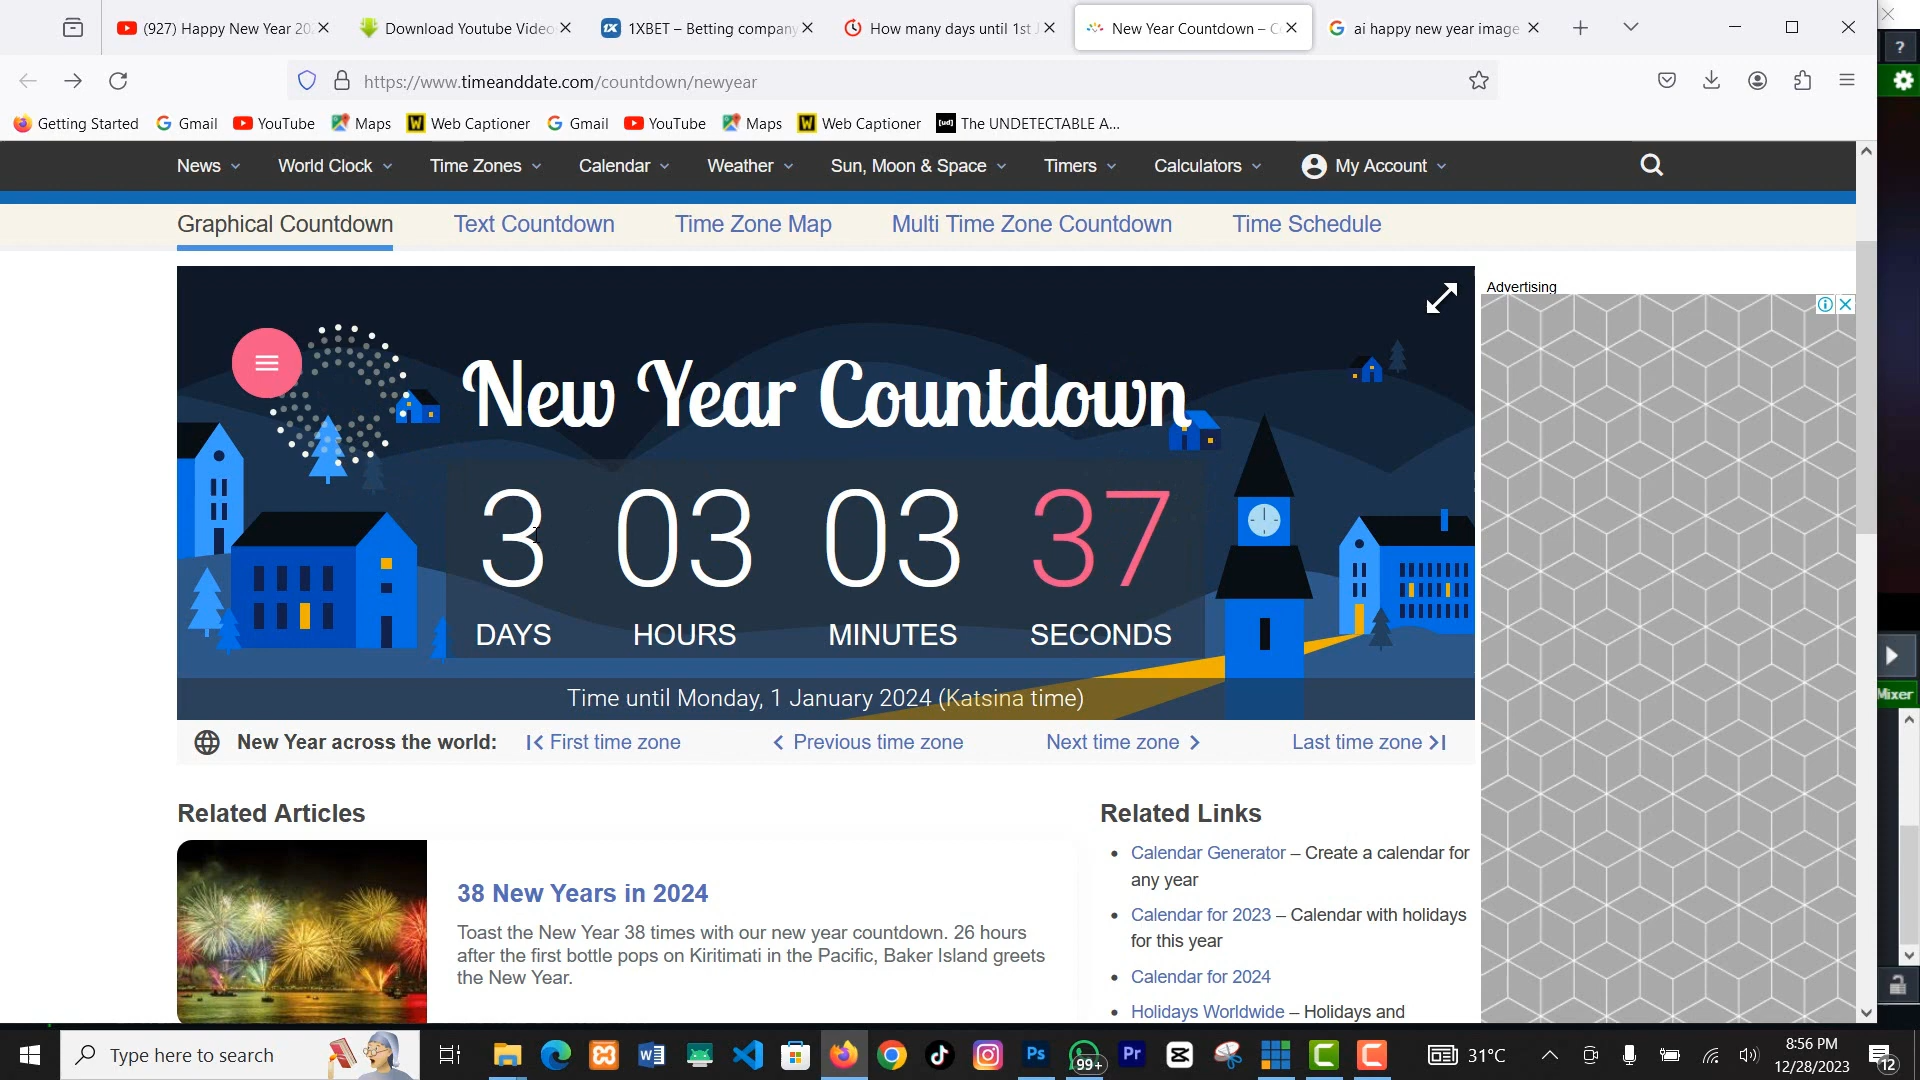 (927) Happy New Year 20
Download Youtube Video
1XBET – Betting company
How many days until 1st J
New Year Countdown – C
ai happy new year image
https://www.timeanddate.com/countdown/newyear
Getting Started
Gmail
YouTube
Maps
Web Captioner
Gmail
YouTube
Maps
Web Captioner
The UNDETECTABLE A...
News
World Clock
Time Zones
Calendar
Weather
Sun, Moon & Space
Timers
Calculators
My Account
Graphical Countdown
Text Countdown
Time Zone Map
Multi Time Zone Countdown
Time Schedule
Advertising
New Year Countdown
3 03 03 37
DAYS HOURS MINUTES SECONDS
Time until Monday, 1 January 2024 (Katsina time)
New Year across the world:
First time zone
Previous time zone
Next time zone
Last time zone
Related Articles
38 New Years in 2024
Toast the New Year 38 times with our new year countdown. 26 hours
after the first bottle pops on Kiritimati in the Pacific, Baker Island greets
the New Year.
Related Links
Calendar Generator – Create a calendar for
any year
Calendar for 2023 – Calendar with holidays
for this year
Calendar for 2024
Holidays Worldwide – Holidays and
Mixer
Type here to search
99+
31°C
8:56 PM
12/28/2023
12